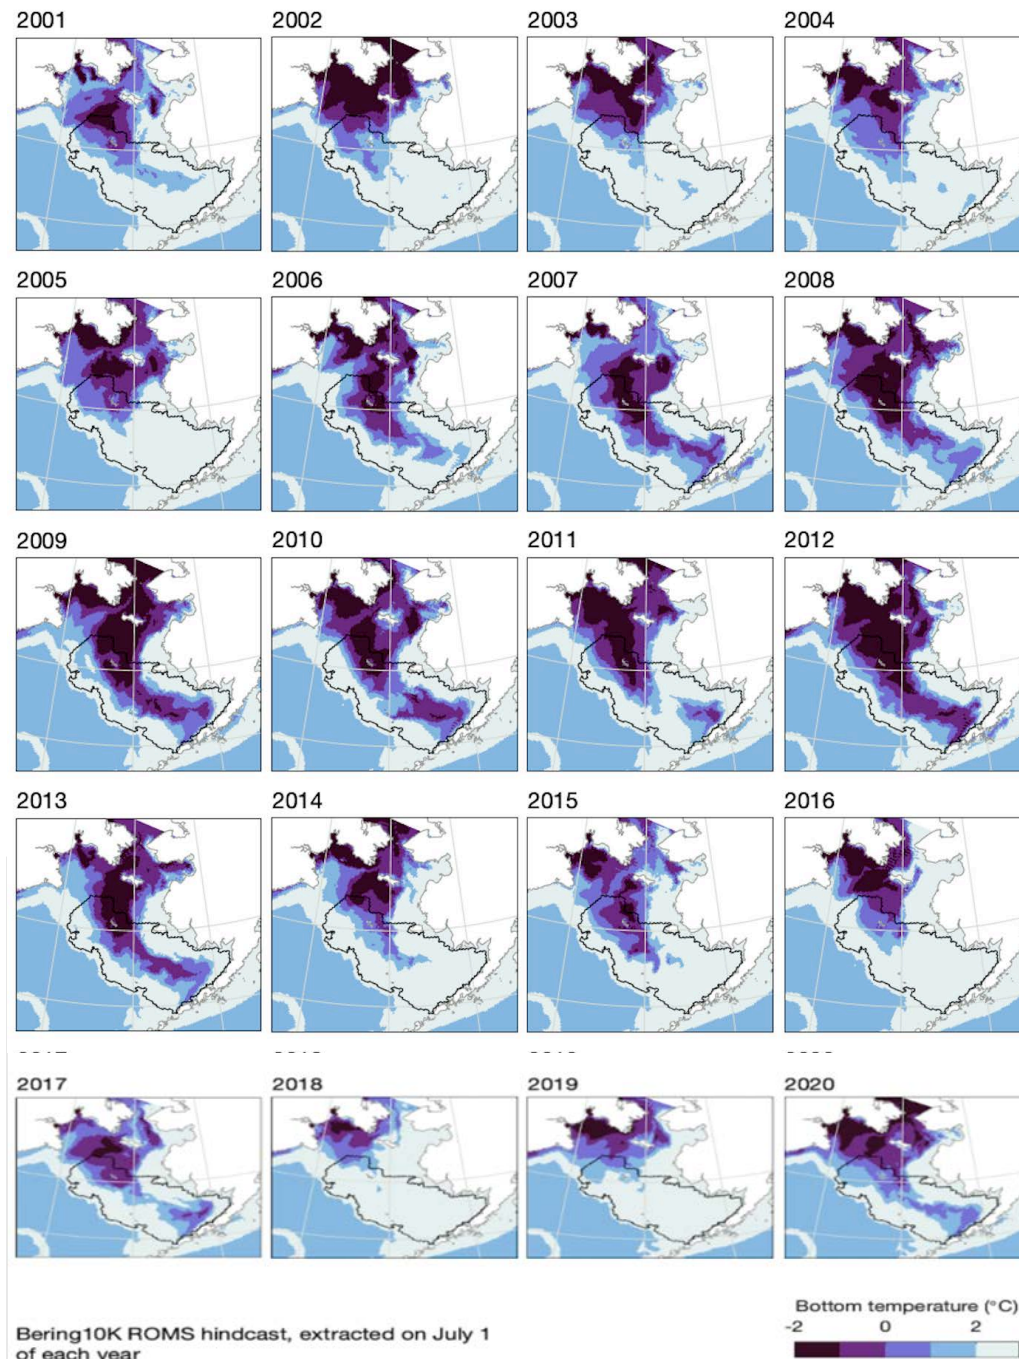 2001 2002 2003 2004
2005 2006 2007 2008
2009 2010 2011 2012
2013 2014 2015 2016
2017 2018 2019 2020
Bottom temperature (°C)
-2 0 2
Bering10K ROMS hindcast, extracted on July 1
of each year